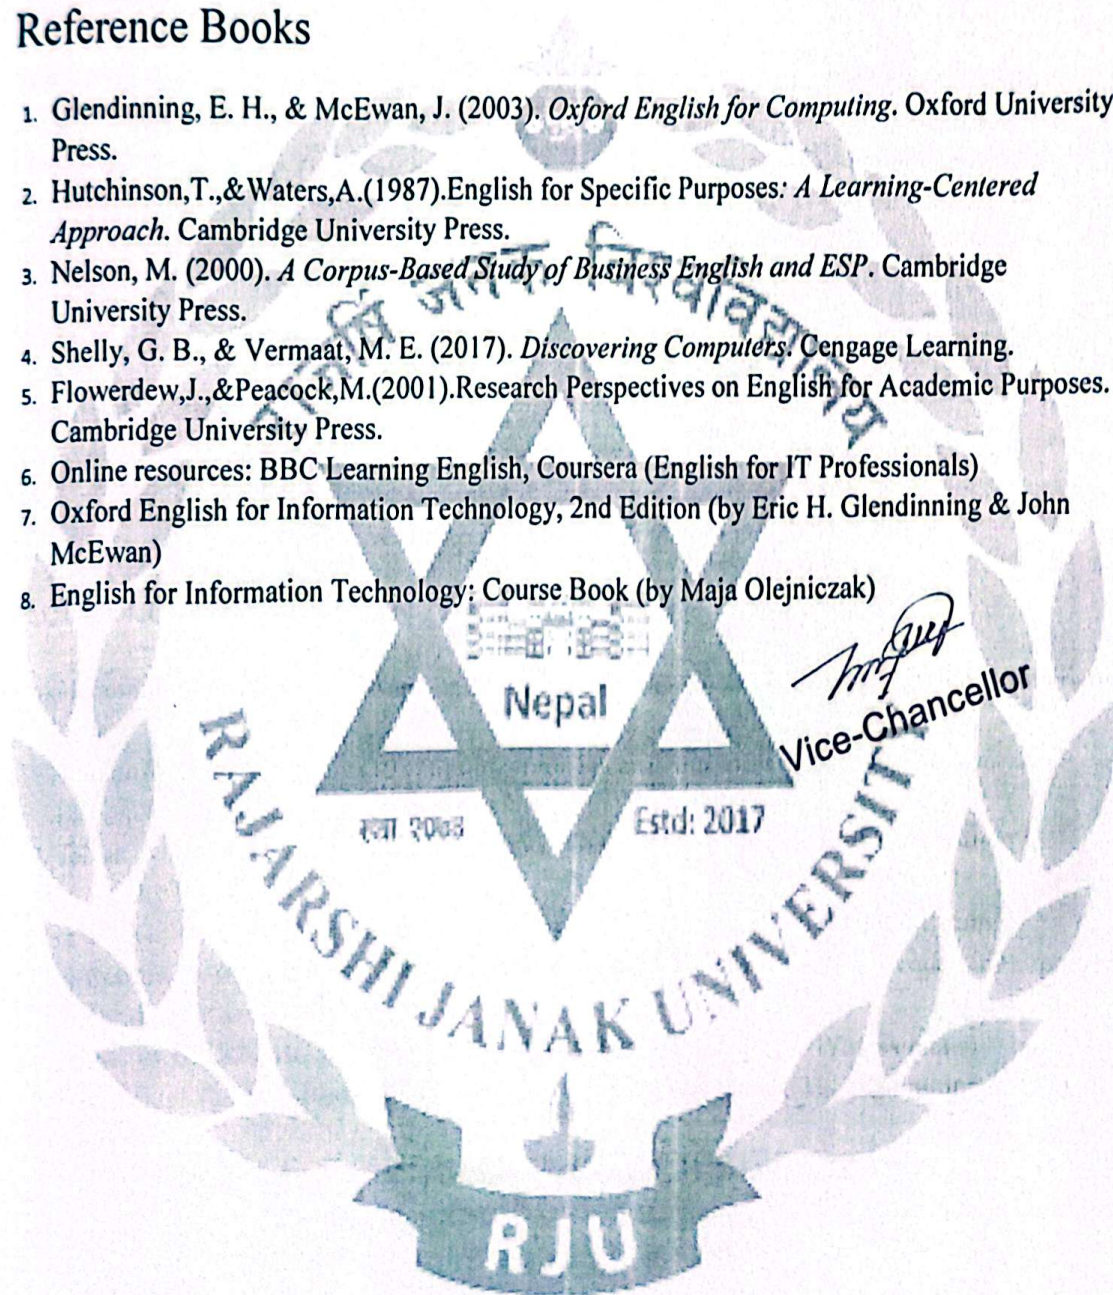 Reference Books
1. Glendinning, E. H., & McEwan, J. (2003). Oxford English for Computing. Oxford University
Press.
2. Hutchinson,T.,&Waters,A.(1987).English for Specific Purposes: A Learning-Centered
Approach. Cambridge University Press.
3. Nelson, M. (2000). A Corpus-Based Study of Business English and ESP. Cambridge
University Press.
4. Shelly, G. B., & Vermaat, M. E. (2017). Discovering Computers. Cengage Learning.
5. Flowerdew,J.,&Peacock,M.(2001).Research Perspectives on English for Academic Purposes.
Cambridge University Press.
6. Online resources: BBC Learning English, Coursera (English for IT Professionals)
7. Oxford English for Information Technology, 2nd Edition (by Eric H. Glendinning & John
McEwan)
8. English for Information Technology: Course Book (by Maja Olejniczak)
Vice-Chancellor
जनक विश्वविद्यालय
Nepal
Estd: 2017
RAJARSHI JANAK UNIVERSIT
RJU